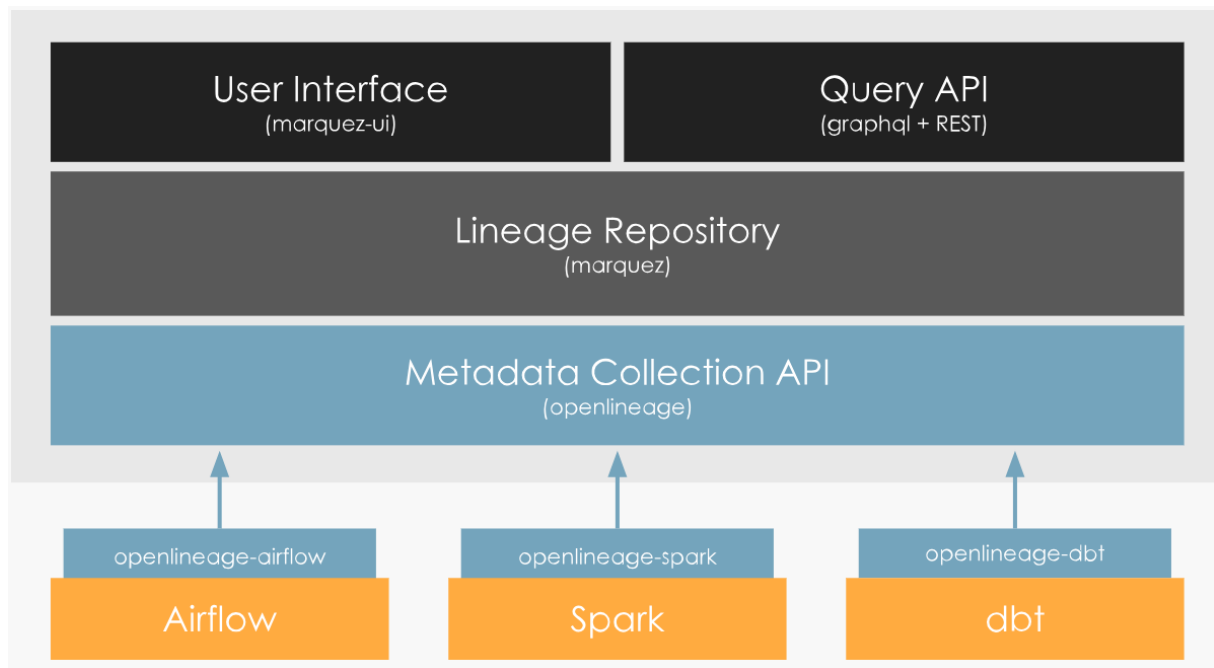 User Interface
(marquez-ui)
Query API
(graphql + REST)
Lineage Repository
(marquez)
Metadata Collection API
(openlineage)
openlineage-airflow
openlineage-spark
openlineage-dbt
Airflow
Spark
dbt